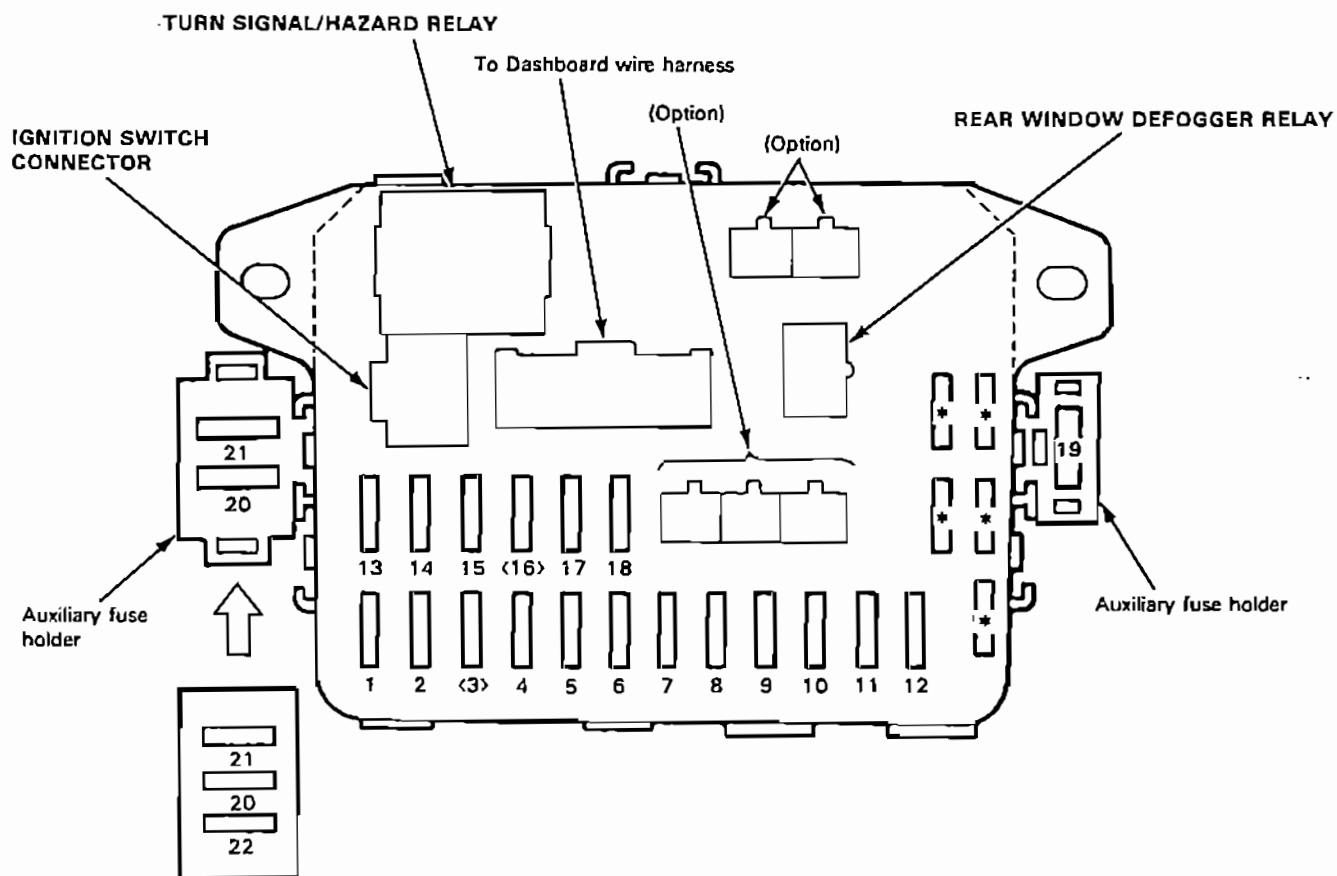 TURN SIGNAL/HAZARD RELAY
To Dashboard wire harness
(Option)
(Option)
REAR WINDOW DEFOGGER RELAY
IGNITION SWITCH
CONNECTOR
21
20
19
*
*
*
*
*
13 14 15 <16> 17 18
1 2 <3> 4 5 6 7 8 9 10 11 12
Auxiliary fuse
holder
Auxiliary fuse holder
21
20
22